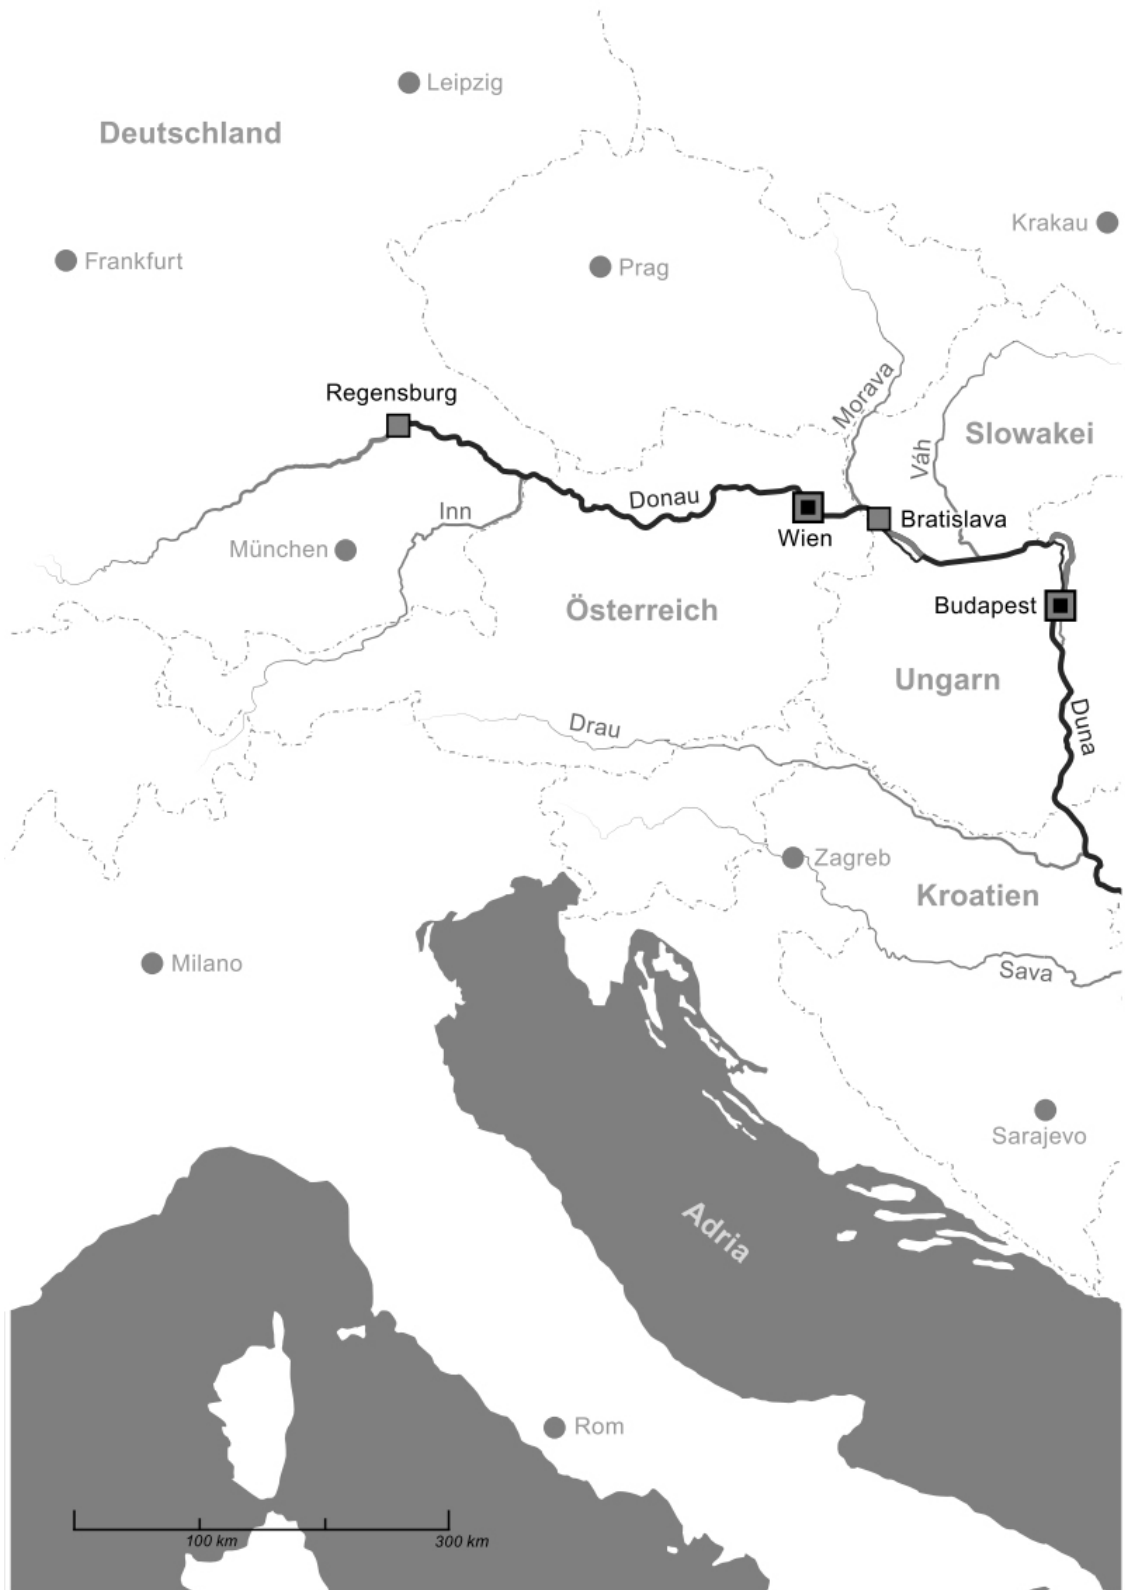 Leipzig
Deutschland
Krakau
Frankfurt
Prag
Regensburg
Morava
Slowakei
Váh
Inn
Donau
Bratislava
München
Wien
Österreich
Budapest
Ungarn
Drau
Duna
Zagreb
Kroatien
Milano
Sava
Sarajevo
Adria
Rom
100 km
300 km